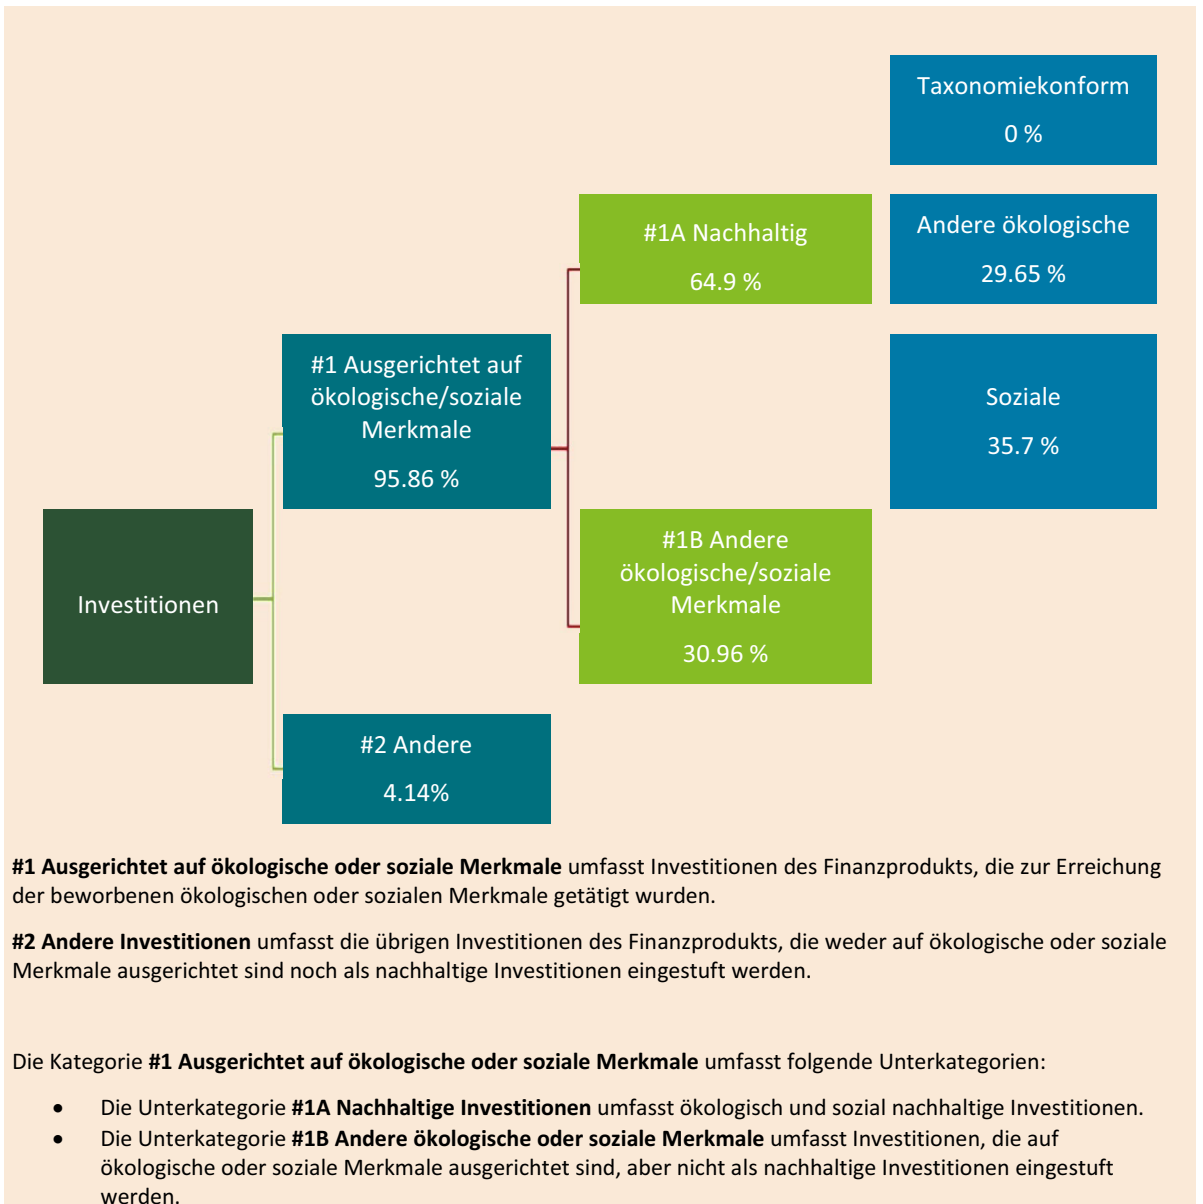 Taxonomiekonform
0 %
#1A Nachhaltig
64.9 %
Andere ökologische
29.65 %
#1 Ausgerichtet auf
ökologische/soziale
Merkmale
95.86 %
Soziale
35.7 %
Investitionen
#1B Andere
ökologische/soziale
Merkmale
30.96 %
#2 Andere
4.14%
#1 Ausgerichtet auf ökologische oder soziale Merkmale umfasst Investitionen des Finanzprodukts, die zur Erreichung
der beworbenen ökologischen oder sozialen Merkmale getätigt wurden.
#2 Andere Investitionen umfasst die übrigen Investitionen des Finanzprodukts, die weder auf ökologische oder soziale
Merkmale ausgerichtet sind noch als nachhaltige Investitionen eingestuft werden.
Die Kategorie #1 Ausgerichtet auf ökologische oder soziale Merkmale umfasst folgende Unterkategorien:
• Die Unterkategorie #1A Nachhaltige Investitionen umfasst ökologisch und sozial nachhaltige Investitionen.
• Die Unterkategorie #1B Andere ökologische oder soziale Merkmale umfasst Investitionen, die auf
ökologische oder soziale Merkmale ausgerichtet sind, aber nicht als nachhaltige Investitionen eingestuft
werden.